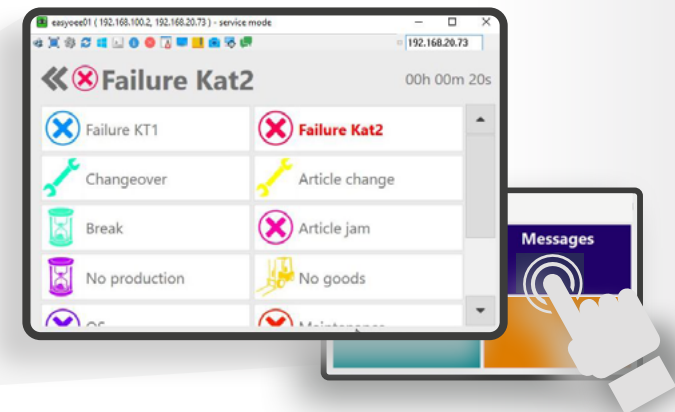 easyoee01 ( 192.168.100.2, 192.168.20.73 ) - service mode
192.168.20.73
Failure Kat2
00h 00m 20s
Failure KT1
Failure Kat2
Changeover
Article change
Break
Article jam
No production
No goods
Messages